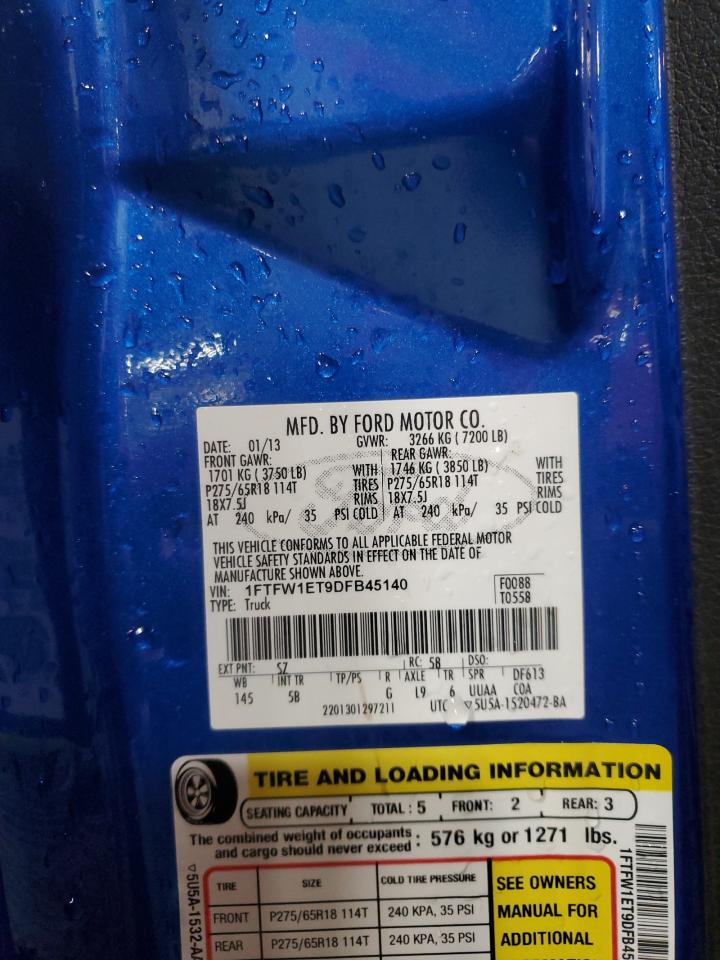 MFD. BY FORD MOTOR CO.
DATE: 01/13 GVWR: 3266 KG ( 7200 LB)
FRONT GAWR: REAR GAWR:
1701 KG ( 3750 LB) WITH 1746 KG ( 3850 LB) WITH
P275/65R18 114T TIRES P275/65R18 114T TIRES
18X7.5J RIMS 18X7.5J RIMS
AT 240 kPa/ 35 PSI COLD AT 240 kPa/ 35 PSI COLD
Ford
THIS VEHICLE CONFORMS TO ALL APPLICABLE FEDERAL MOTOR
VEHICLE SAFETY STANDARDS IN EFFECT ON THE DATE OF
MANUFACTURE SHOWN ABOVE.
VIN: 1FTFW1ET9DFB45140 F0088
TYPE: Truck T0558
EXT PNT: SZ RC: 58 DSO:
WB INT TR TP/PS R AXLE TR SPR DF613
145 5B G L9 6 UUAA COA
2201301297211 UTC ▽5U5A-1520472-BA
TIRE AND LOADING INFORMATION
SEATING CAPACITY TOTAL : 5 FRONT: 2 REAR: 3
The combined weight of occupants and cargo should never exceed : 576 kg or 1271 lbs.
TIRE SIZE COLD TIRE PRESSURE SEE OWNERS
FRONT P275/65R18 114T 240 KPA, 35 PSI MANUAL FOR
REAR P275/65R18 114T 240 KPA, 35 PSI ADDITIONAL
▽5U5A-1532-AA
1FTFW1ET9DFB45